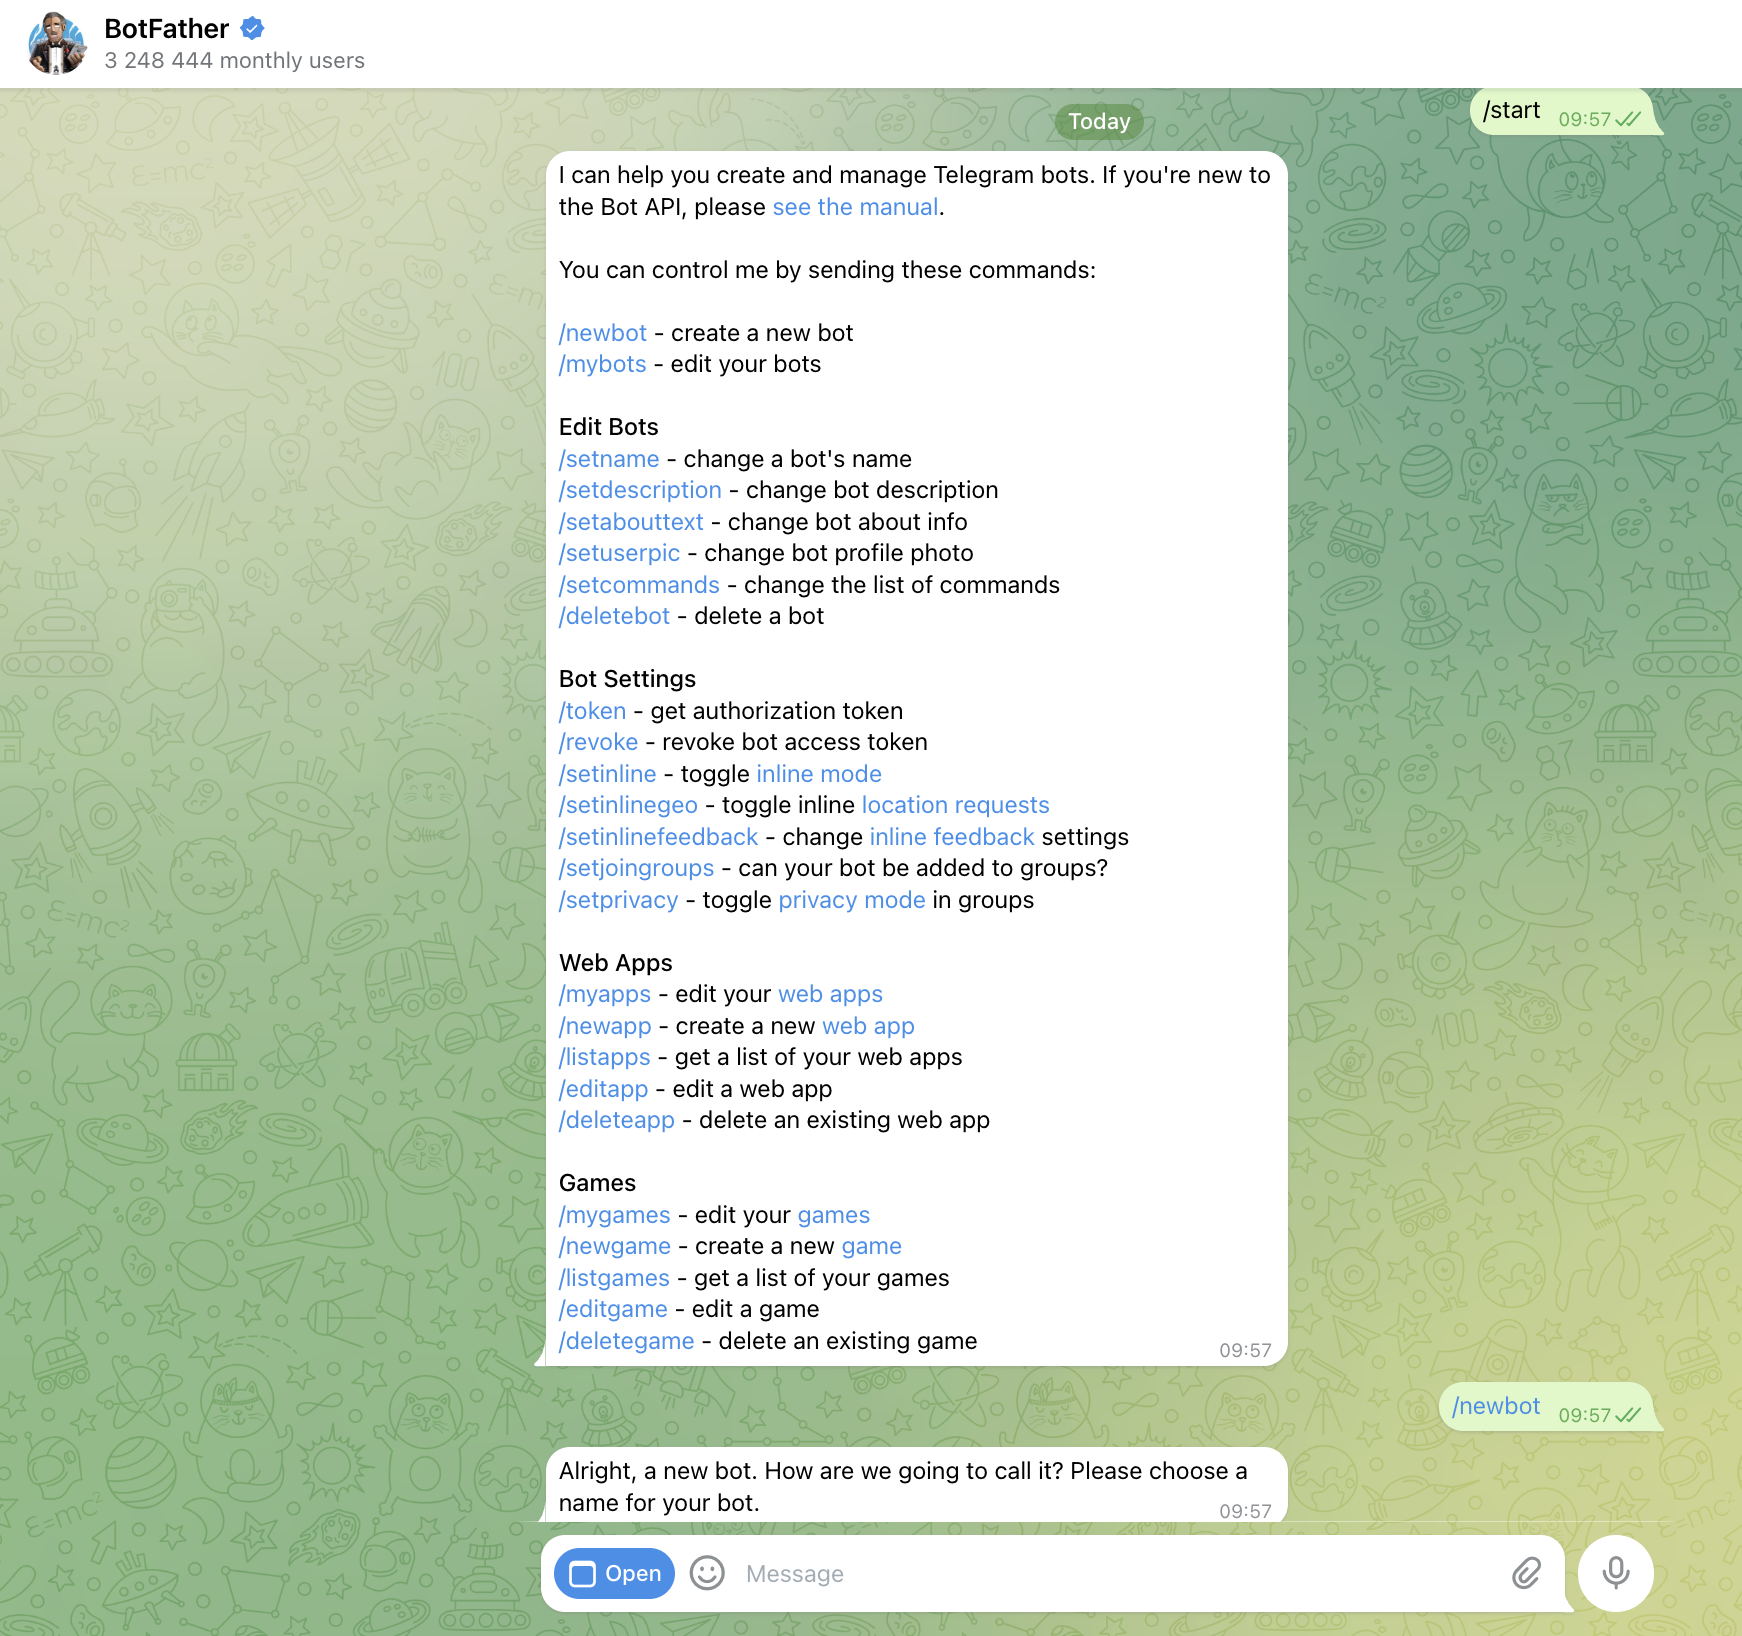 BotFather
3 248 444 monthly users
/start 09:57
Today
I can help you create and manage Telegram bots. If you're new to
the Bot API, please see the manual.
You can control me by sending these commands:
/newbot - create a new bot
/mybots - edit your bots
Edit Bots
/setname - change a bot's name
/setdescription - change bot description
/setabouttext - change bot about info
/setuserpic - change bot profile photo
/setcommands - change the list of commands
/deletebot - delete a bot
Bot Settings
/token - get authorization token
/revoke - revoke bot access token
/setinline - toggle inline mode
/setinlinegeo - toggle inline location requests
/setinlinefeedback - change inline feedback settings
/setjoingroups - can your bot be added to groups?
/setprivacy - toggle privacy mode in groups
Web Apps
/myapps - edit your web apps
/newapp - create a new web app
/listapps - get a list of your web apps
/editapp - edit a web app
/deleteapp - delete an existing web app
Games
/mygames - edit your games
/newgame - create a new game
/listgames - get a list of your games
/editgame - edit a game
/deletegame - delete an existing game
09:57
/newbot 09:57
Alright, a new bot. How are we going to call it? Please choose a
name for your bot.
09:57
Open
Message